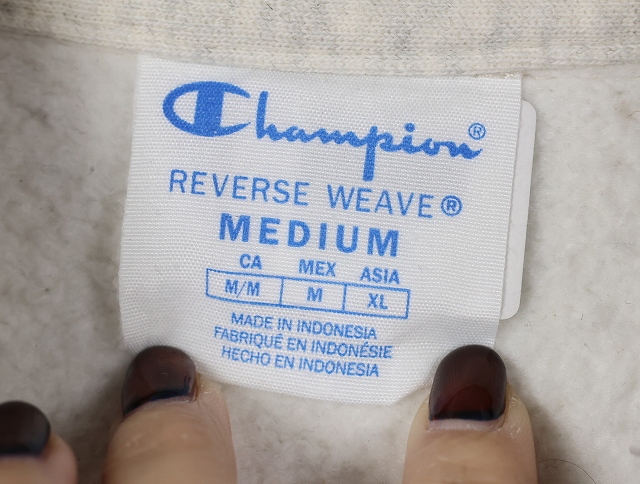 Champion®
REVERSE WEAVE®
MEDIUM
CA MEX ASIA
M/M M XL
MADE IN INDONESIA
FABRIQUÉ EN INDONÉSIE
HECHO EN INDONESIA